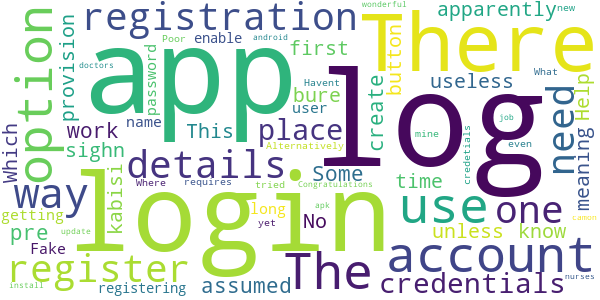 wonderful
registration
apparently
new
Poor
enable
first
There
app
option
provision
password
button
doctors
android
Havent
What
user
create
useless
Help
log
name
This
bure
work
place
need
Which
sighn
Alternatively
mine
job
even
details
Some
meaning
kabisi
Where
requires
tried
Congratulations
credetials
time
way
login
use
one
getting
long
yet
No
unless
know
pre
Fake
update
apk
account
cannot
register
The
credentials
install
registering
assumed
nurses